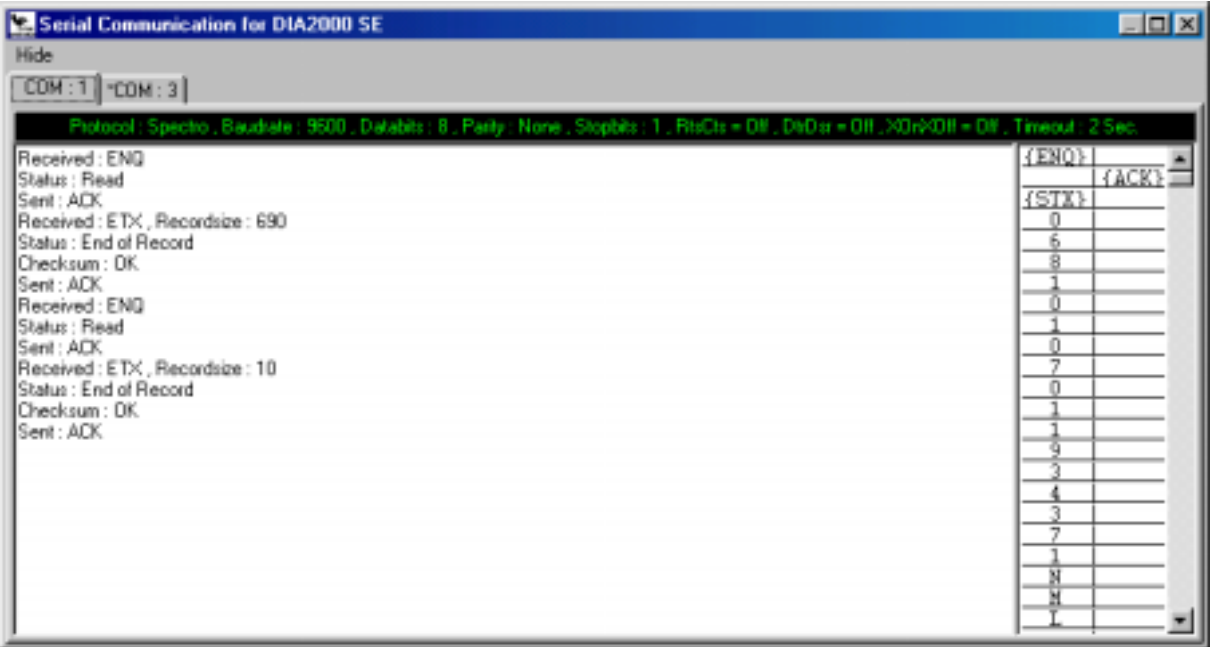 Serial Communication for DIA2000 SE
Hide
COM : 1 *COM : 3
Protocol : Spectro , Baudrate : 9600 , Databits : 8 , Parity : None , Stopbits : 1 , RtsCts = Off , DtrDsr = Off , XOn/XOff = Off , Timeout : 2 Sec.
Received : ENQ
Status : Read
Sent : ACK
Received : ETX , Recordsize : 690
Status : End of Record
Checksum : OK
Sent : ACK
Received : ENQ
Status : Read
Sent : ACK
Received : ETX , Recordsize : 10
Status : End of Record
Checksum : OK
Sent : ACK
{ENQ}
{ACK}
{STX}
0
6
8
1
0
1
0
7
0
1
1
9
3
4
3
7
1
N
M
L